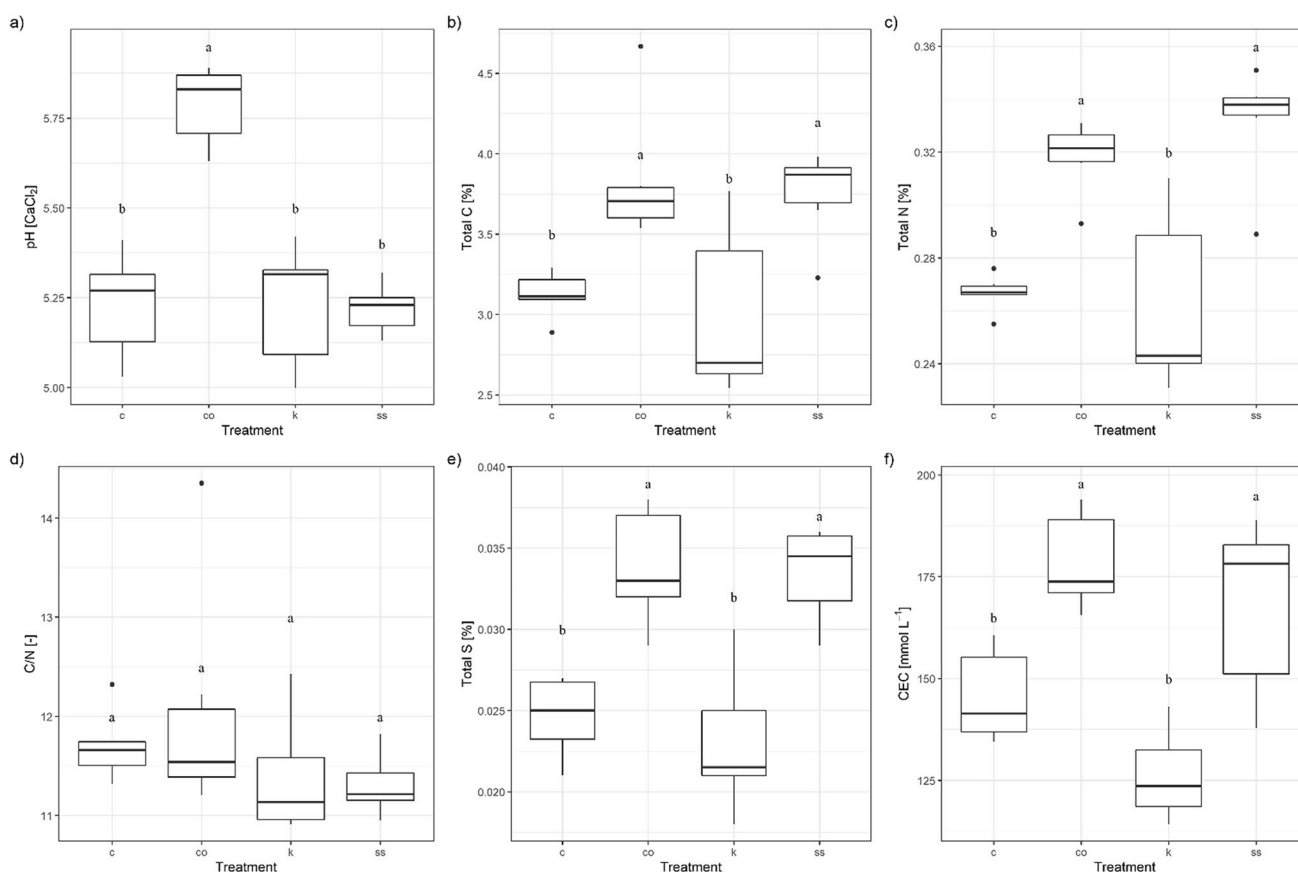 a)
a
b
b
b
5.75
5.50
5.25
5.00
pH [CaCl₂]
c
co
k
ss
Treatment
b)
a
a
b
b
4.5
4.0
3.5
3.0
2.5
Total C [%]
c
co
k
ss
Treatment
c)
a
a
b
b
0.36
0.32
0.28
0.24
Total N [%]
c
co
k
ss
Treatment
d)
a
a
a
a
14
13
12
11
C/N [-]
c
co
k
ss
Treatment
e)
a
a
b
b
0.040
0.035
0.030
0.025
0.020
Total S [%]
c
co
k
ss
Treatment
f)
a
a
b
b
200
175
150
125
CEC [mmol L⁻¹]
c
co
k
ss
Treatment